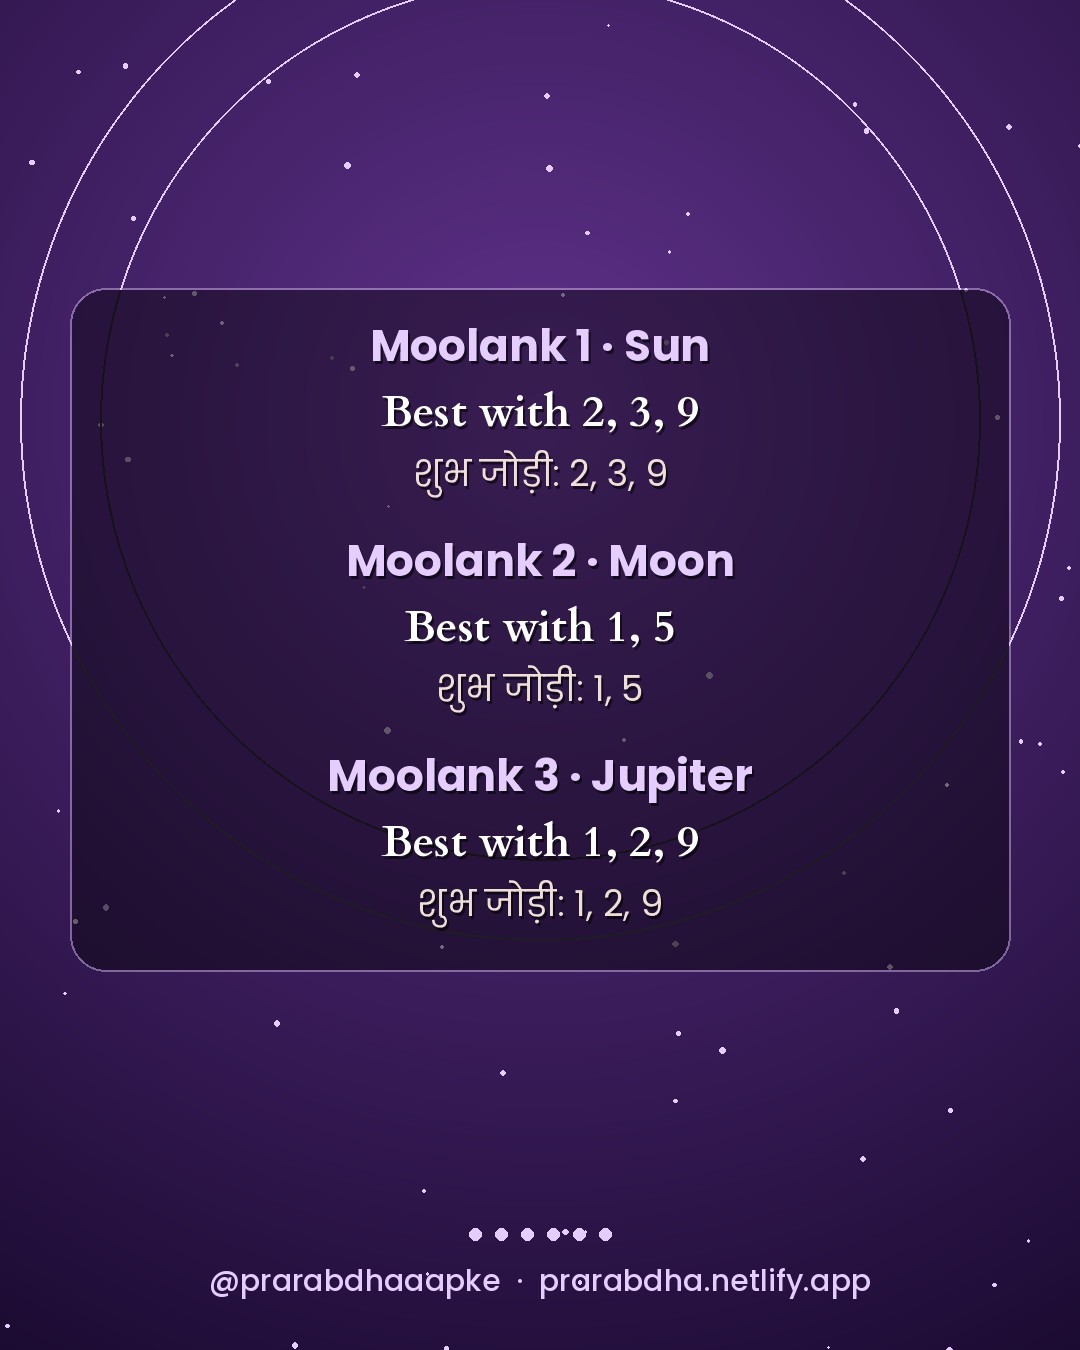 Moolank 1 · Sun
Best with 2, 3, 9
शुभ जोड़ी: 2, 3, 9
Moolank 2 · Moon
Best with 1, 5
शुभ जोड़ी: 1, 5
Moolank 3 · Jupiter
Best with 1, 2, 9
शुभ जोड़ी: 1, 2, 9
@prarabdhaaapke · prarabdha.netlify.app